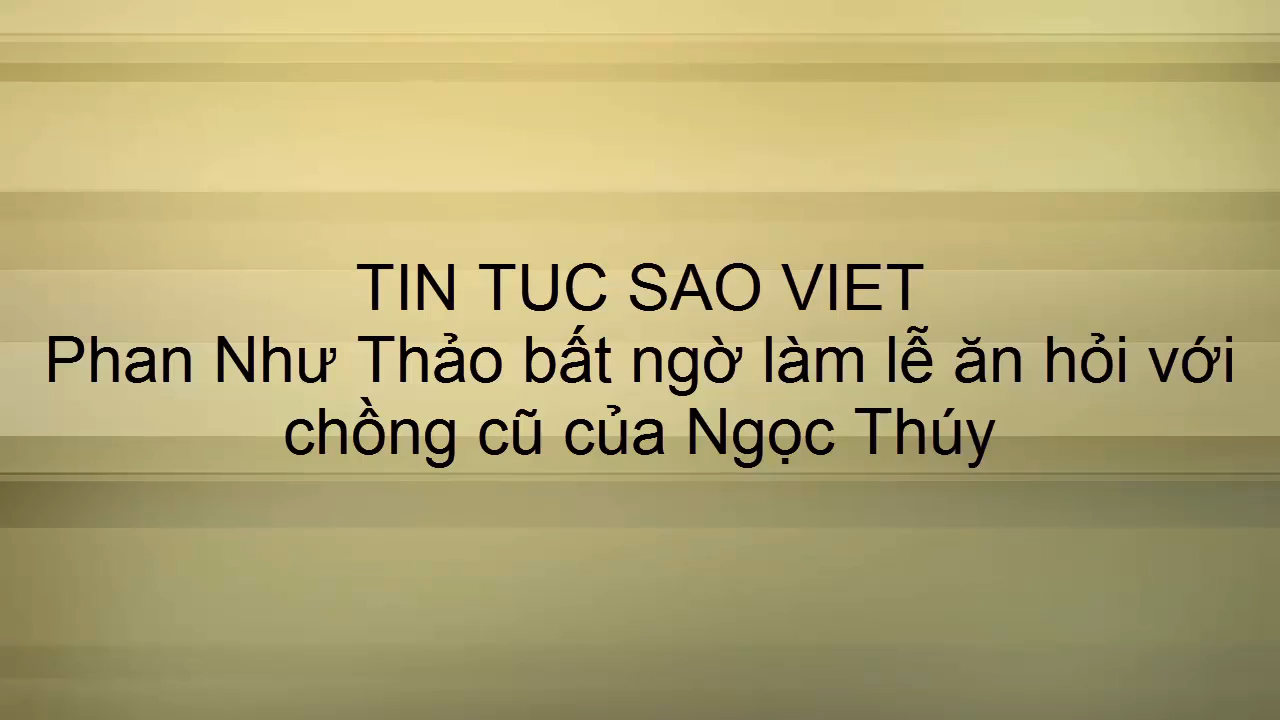 TIN TUC SAO VIET
Phan Như Thảo bất ngờ làm lễ ăn hỏi với
chồng cũ của Ngọc Thúy